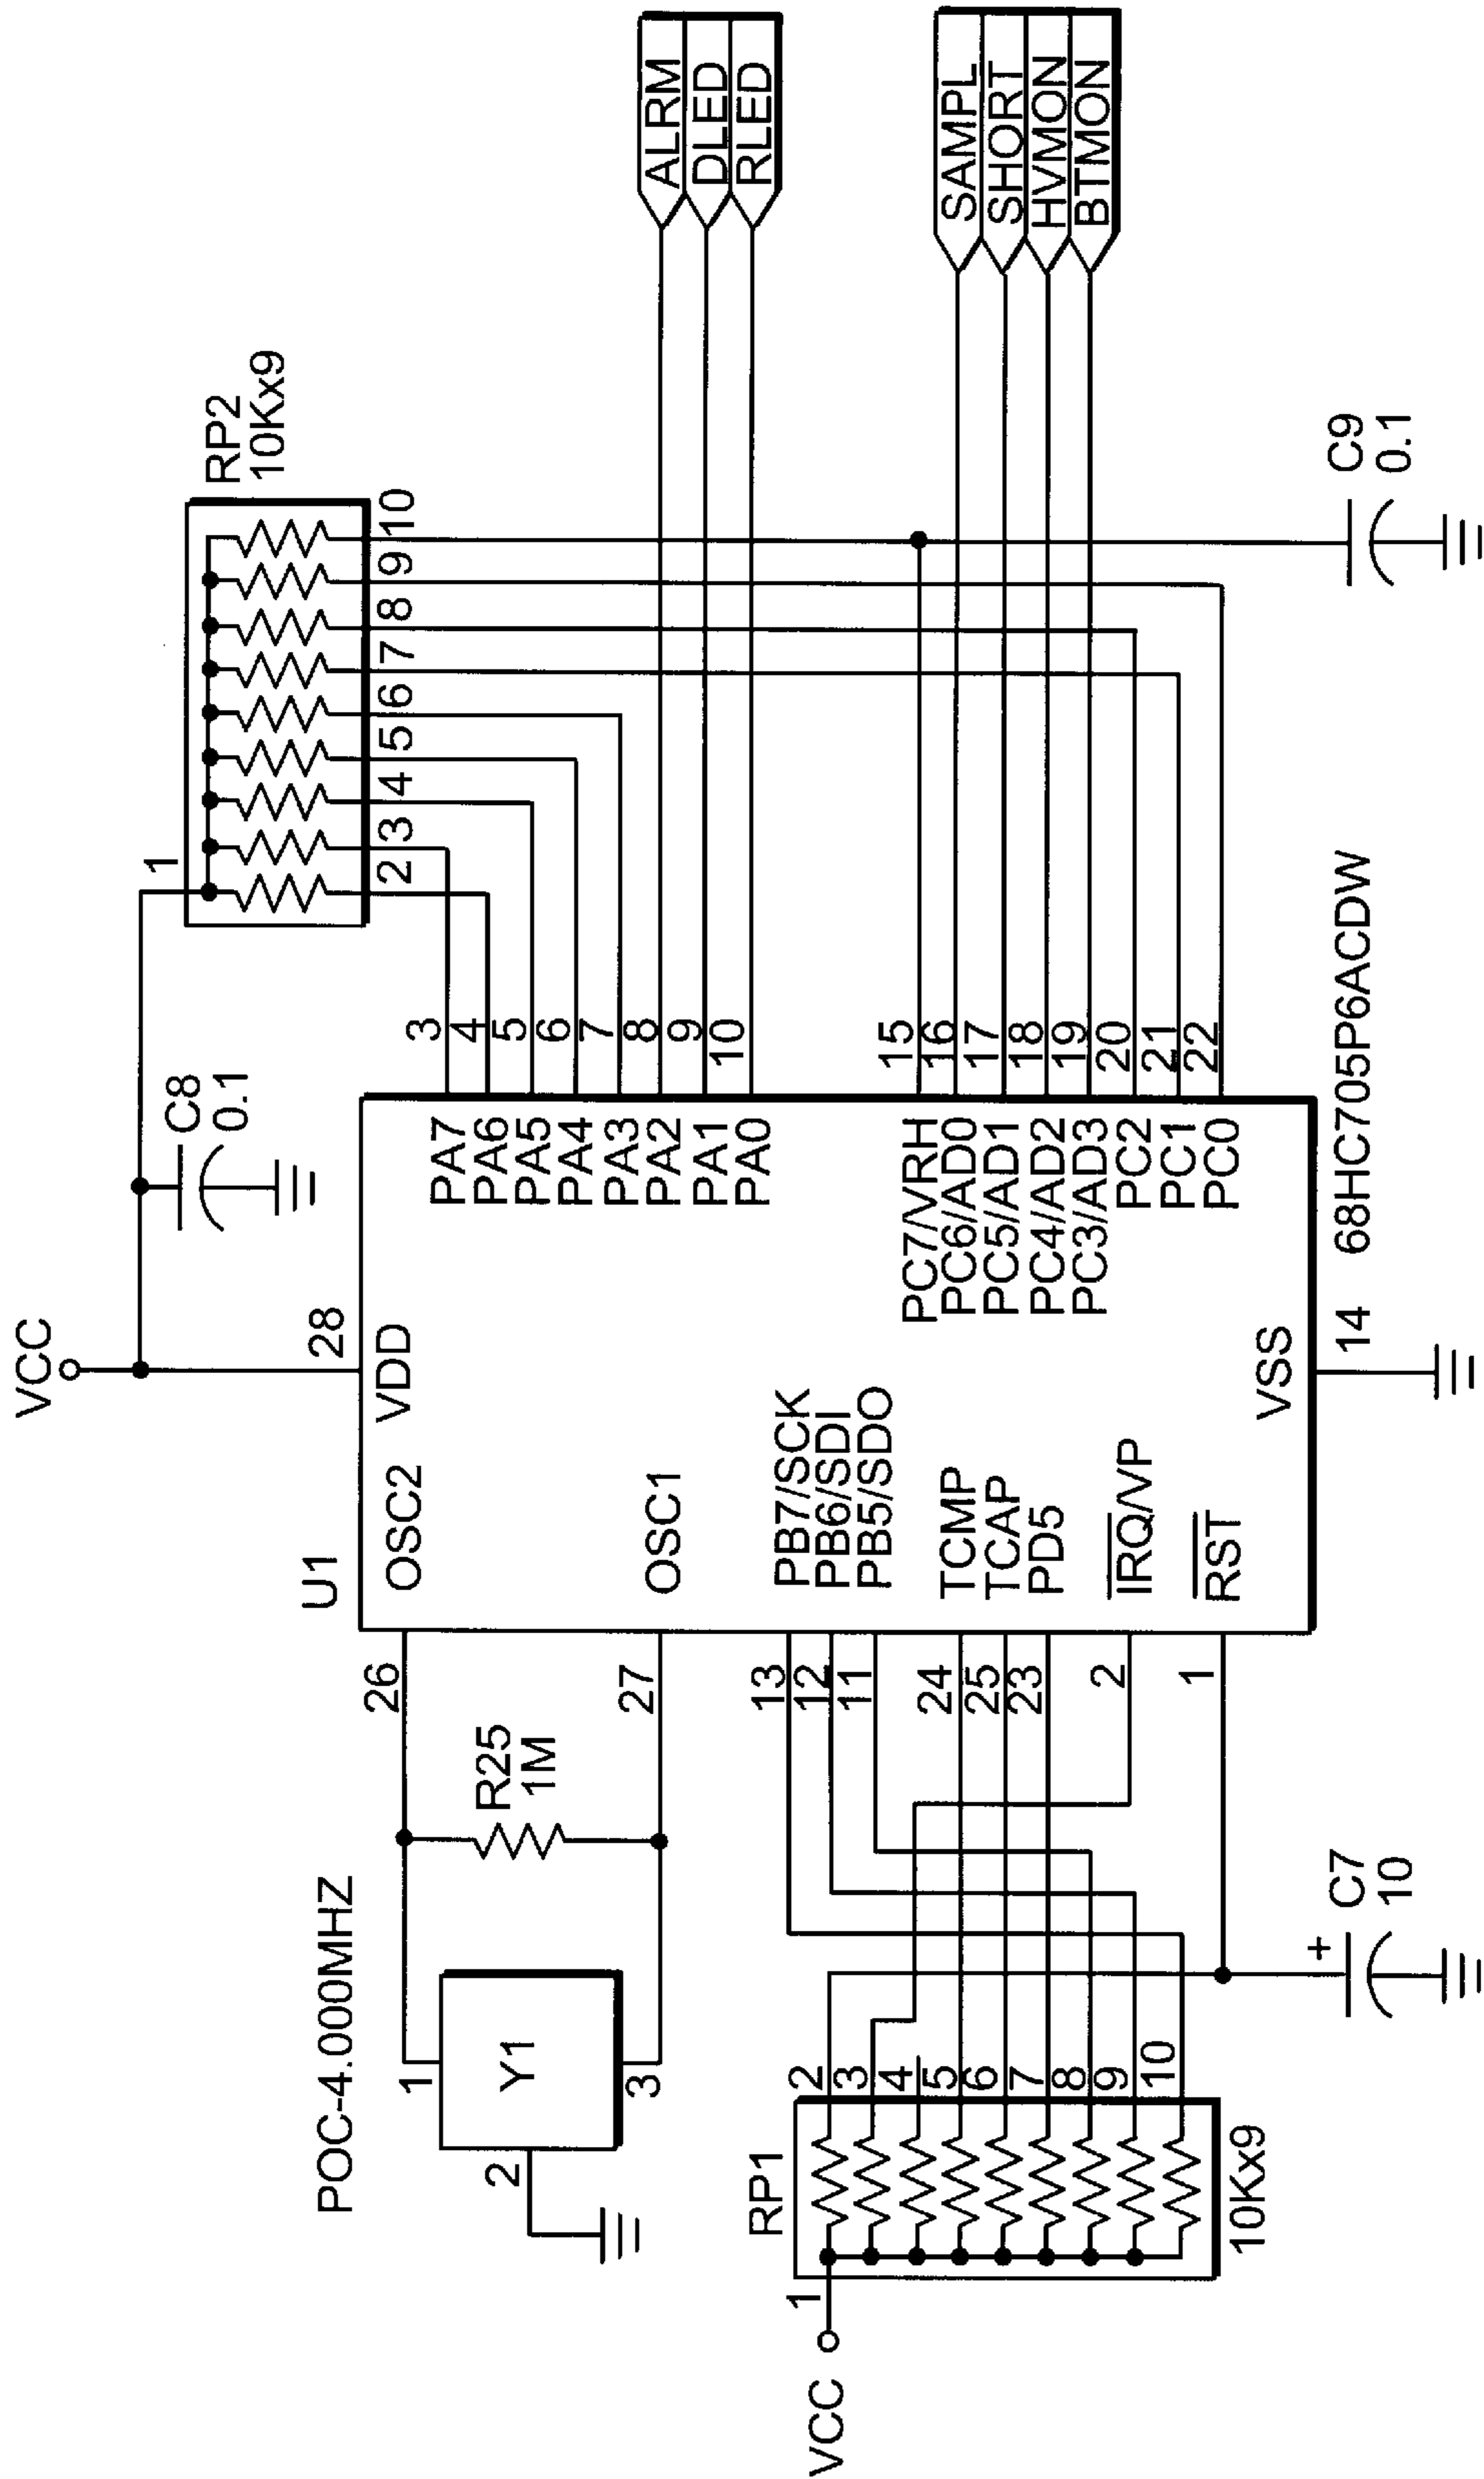 VCC
C8
0.1
1
RP2
10Kx9
2 3 4 5 6 7 8 9 10
POC-4.000MHZ
1
Y1
2
3
R25
1M
26
27
U1
OSC2
OSC1
VDD
28
PA7
PA6
PA5
PA4
PA3
PA2
PA1
PA0
3
4
5
6
7
8
9
10
ALRM
DLED
RLED
PB7/SCK
PB6/SDI
PB5/SDO
13
12
11
TCMP
TCAP
PD5
24
25
23
IRQ/VP
2
RST
1
PC7/VRH
PC6/AD0
PC5/AD1
PC4/AD2
PC3/AD3
PC2
PC1
PC0
15
16
17
18
19
20
21
22
SAMPL
SHORT
HVMON
BTMON
VSS
14
68HC705P6ACDW
VCC
1
RP1
2
3
4
5
6
7
8
9
10
10Kx9
+
C7
10
C9
0.1